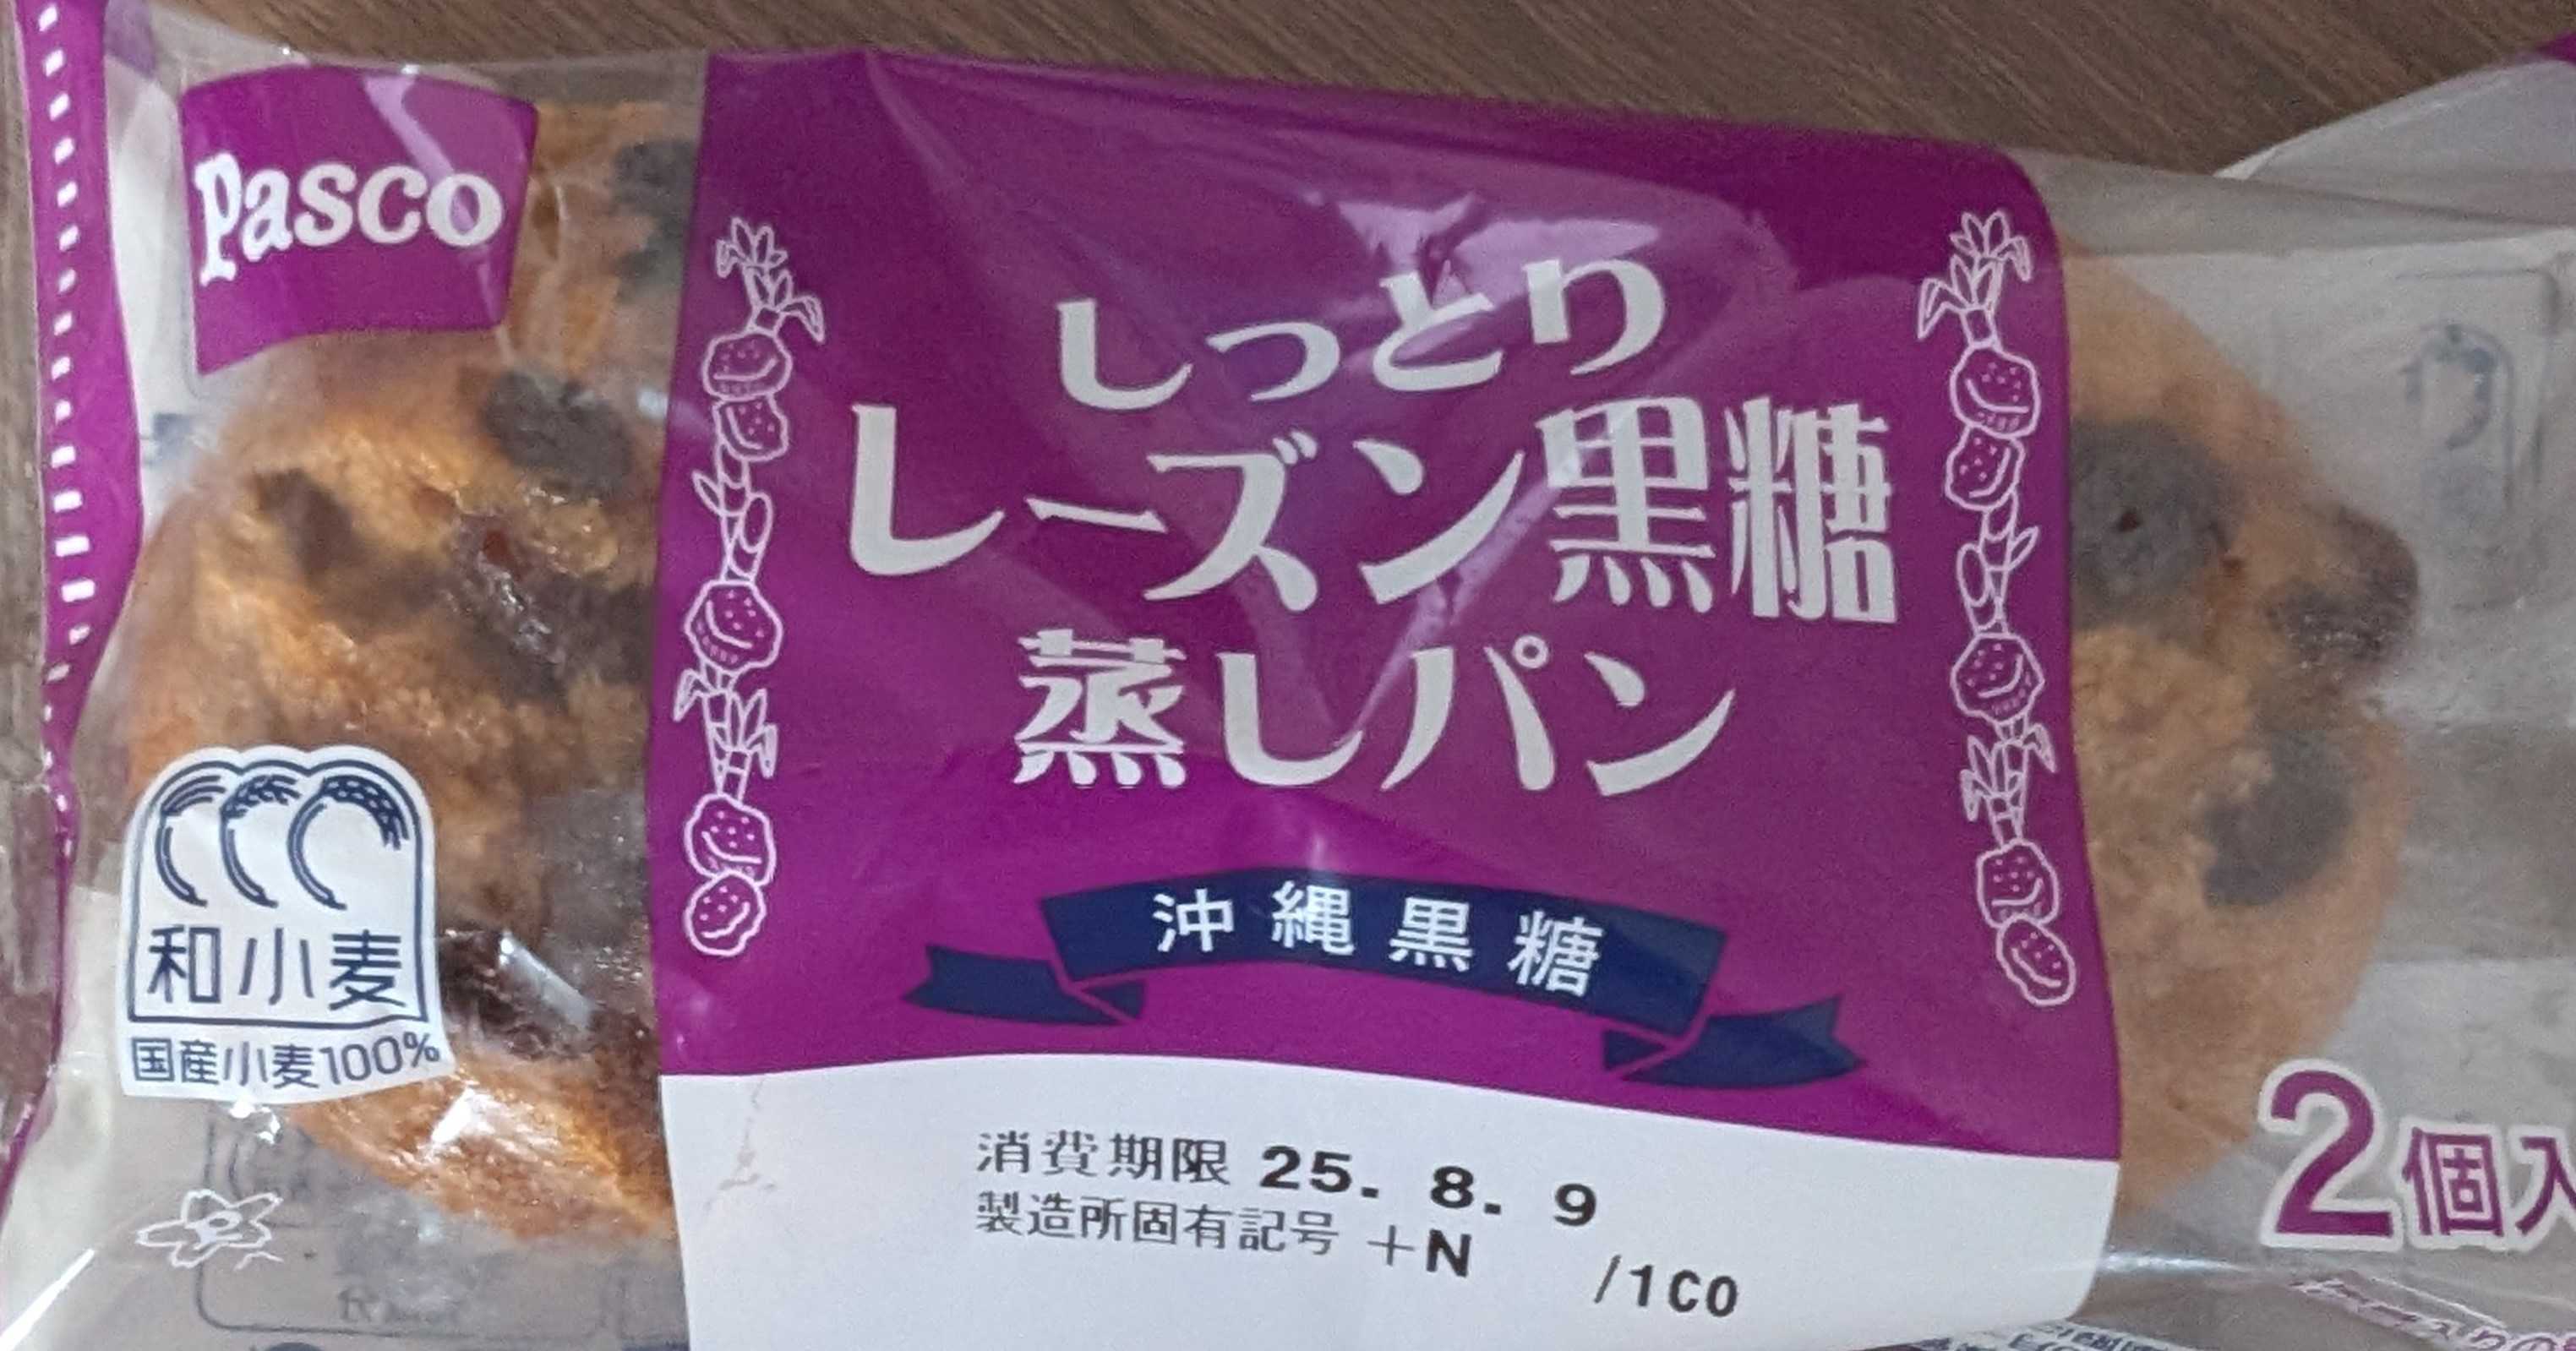 Pasco
しっとり
レーズン黒糖
蒸しパン
沖縄黒糖
和小麦
国産小麦100%
消費期限 25. 8. 9
製造所固有記号 +N
/1C0
2個入